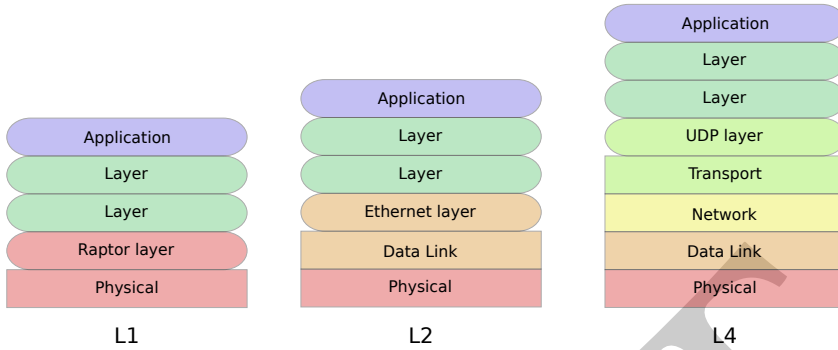 Application
Layer
Layer
Raptor layer
Physical
L1
Application
Layer
Layer
Ethernet layer
Data Link
Physical
L2
Application
Layer
Layer
UDP layer
Transport
Network
Data Link
Physical
L4